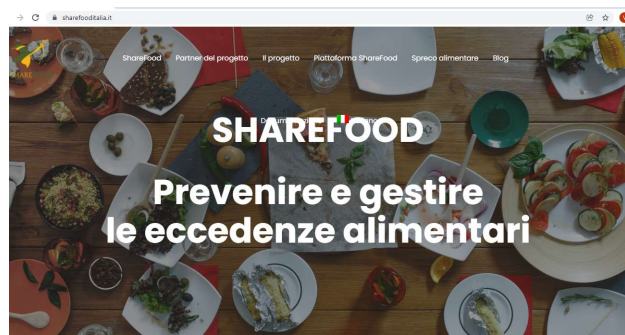 sharefooditalia.it
ShareFood Partner del progetto Il progetto Piattaforma ShareFood Spreco alimentare Blog
SHARE
SHAREFOOD
Prevenire e gestire
le eccedenze alimentari